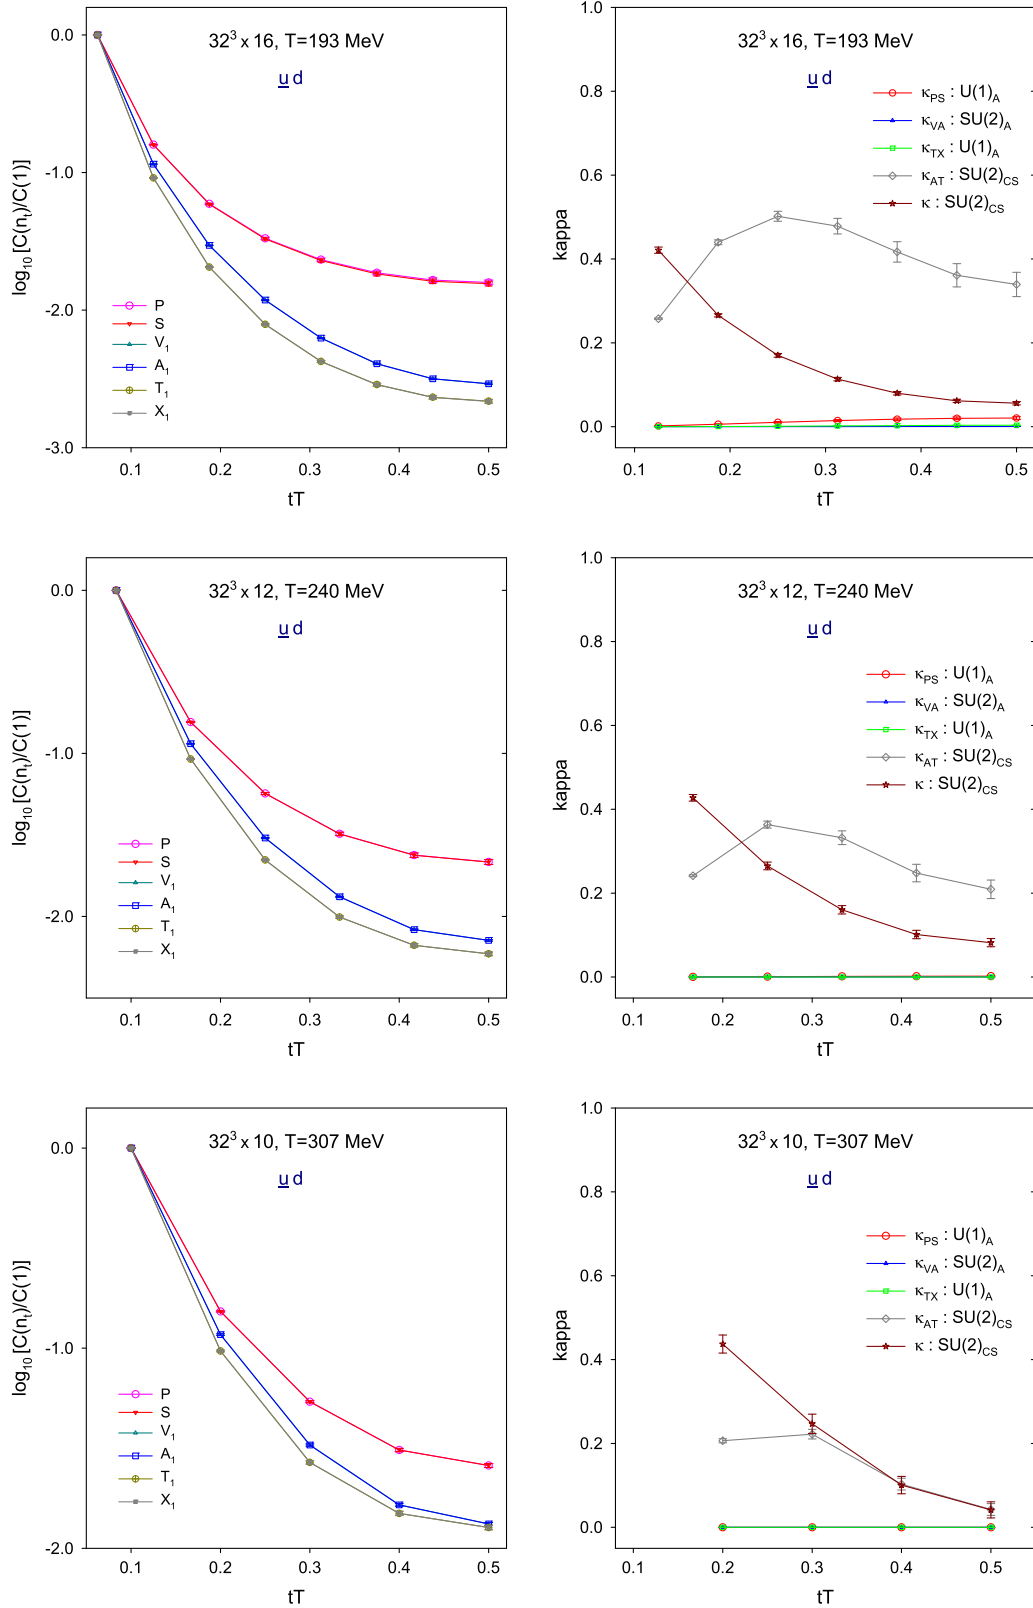 32³ x 16, T=193 MeV
u d
log₁₀ [C(nₜ)/C(1)]
0.0
-1.0
-2.0
-3.0
P
S
V₁
A₁
T₁
X₁
0.1 0.2 0.3 0.4 0.5
tT
32³ x 16, T=193 MeV
u d
kappa
1.0
0.8
0.6
0.4
0.2
0.0
κPS : U(1)A
κVA : SU(2)A
κTX : U(1)A
κAT : SU(2)CS
κ : SU(2)CS
0.1 0.2 0.3 0.4 0.5
tT
32³ x 12, T=240 MeV
u d
log₁₀ [C(nₜ)/C(1)]
0.0
-1.0
-2.0
P
S
V₁
A₁
T₁
X₁
0.1 0.2 0.3 0.4 0.5
tT
32³ x 12, T=240 MeV
u d
kappa
1.0
0.8
0.6
0.4
0.2
0.0
κPS : U(1)A
κVA : SU(2)A
κTX : U(1)A
κAT : SU(2)CS
κ : SU(2)CS
0.1 0.2 0.3 0.4 0.5
tT
32³ x 10, T=307 MeV
u d
log₁₀ [C(nₜ)/C(1)]
0.0
-1.0
-2.0
P
S
V₁
A₁
T₁
X₁
0.1 0.2 0.3 0.4 0.5
tT
32³ x 10, T=307 MeV
u d
kappa
1.0
0.8
0.6
0.4
0.2
0.0
κPS : U(1)A
κVA : SU(2)A
κTX : U(1)A
κAT : SU(2)CS
κ : SU(2)CS
0.1 0.2 0.3 0.4 0.5
tT